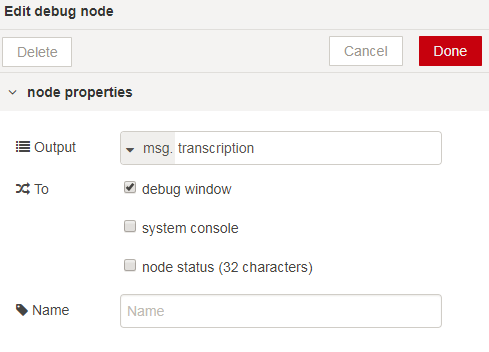 Edit debug node
Delete Cancel Done
node properties
Output msg. transcription
To debug window
system console
node status (32 characters)
Name Name